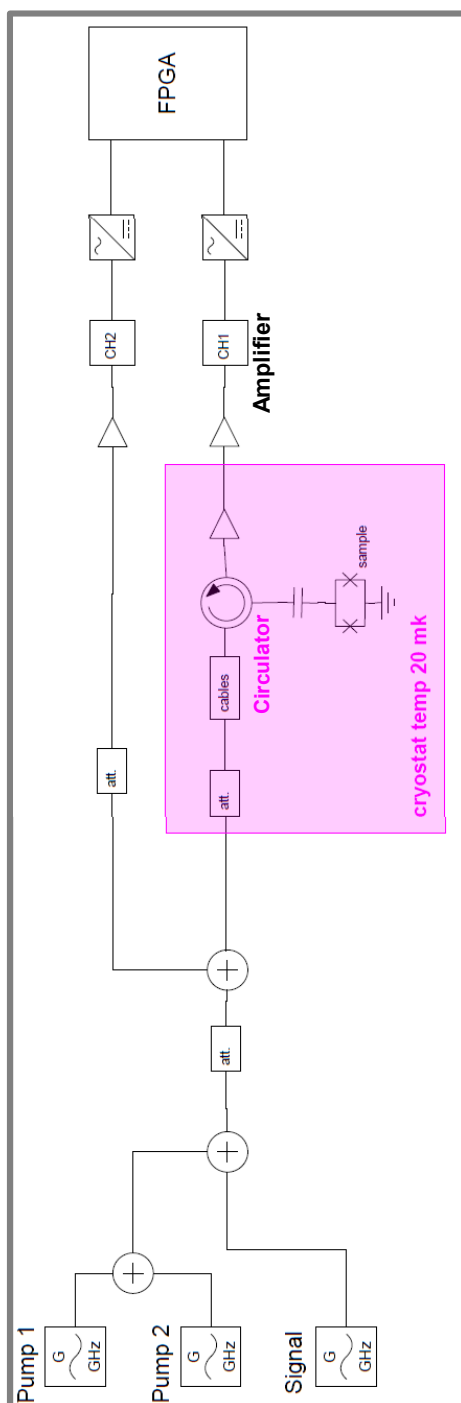 Pump 1
G
GHz
Pump 2
G
GHz
Signal
G
GHz
att.
att.
att.
cables
Circulator
sample
cryostat temp 20 mk
CH2
CH1
Amplifier
FPGA